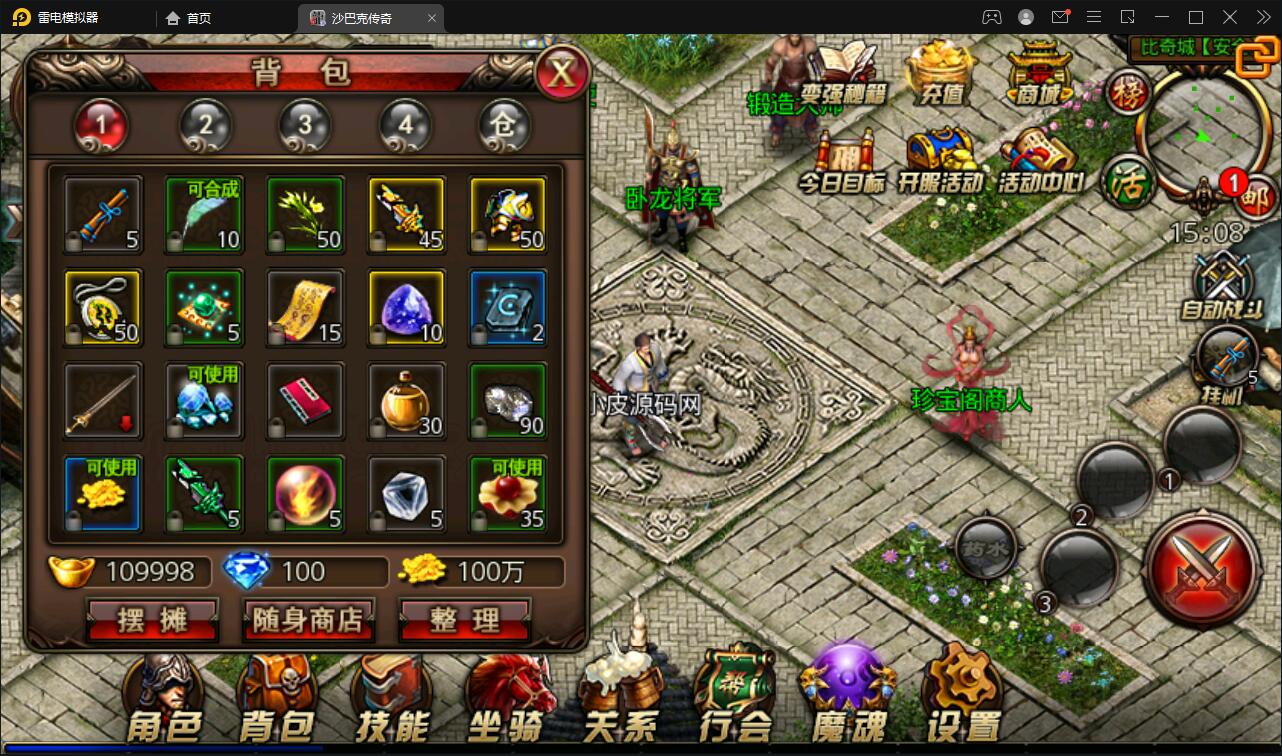 雷电模拟器
首页
沙巴克传奇
背 包
1
2
3
4
仓
5
可合成
10
50
45
50
50
5
15
10
2
可使用
30
90
可使用
5
5
5
可使用
35
109998
100
100万
摆 摊
随身商店
整 理
锻造大师
变强秘籍
充值
商城
比奇城【安全
榜
卧龙将军
今日目标
开服活动
活动中心
活
1
邮
15:08
自动战斗
5
挂机
小皮源码网
珍宝阁商人
药水
1
2
3
角色
背包
技能
坐骑
关系
帮
行会
魔魂
设置